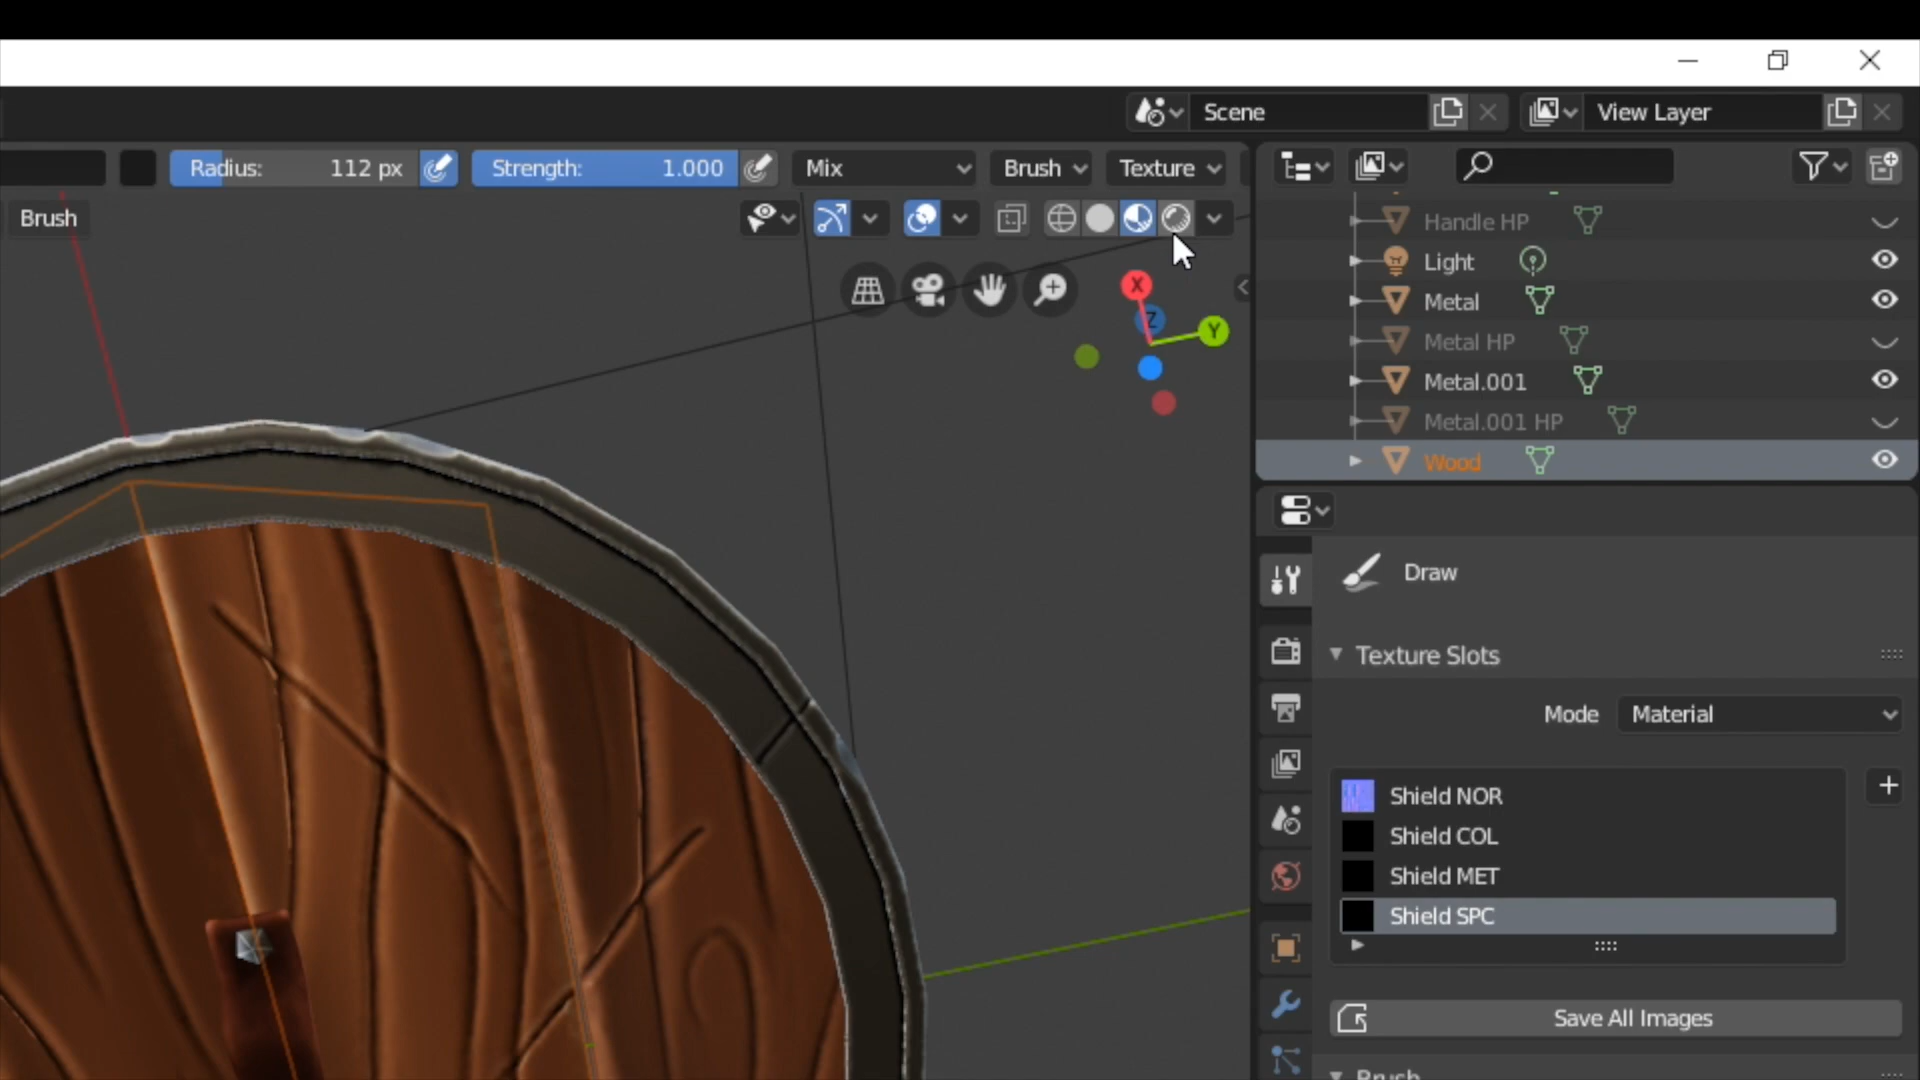 Scene
View Layer
Radius: 112 px
Strength: 1.000
Mix
Brush
Texture
Brush
X
Z
Y
Handle HP
Light
Metal
Metal HP
Metal.001
Metal.001 HP
Wood
Draw
Texture Slots
Mode Material
Shield NOR
Shield COL
Shield MET
Shield SPC
Save All Images
Brush